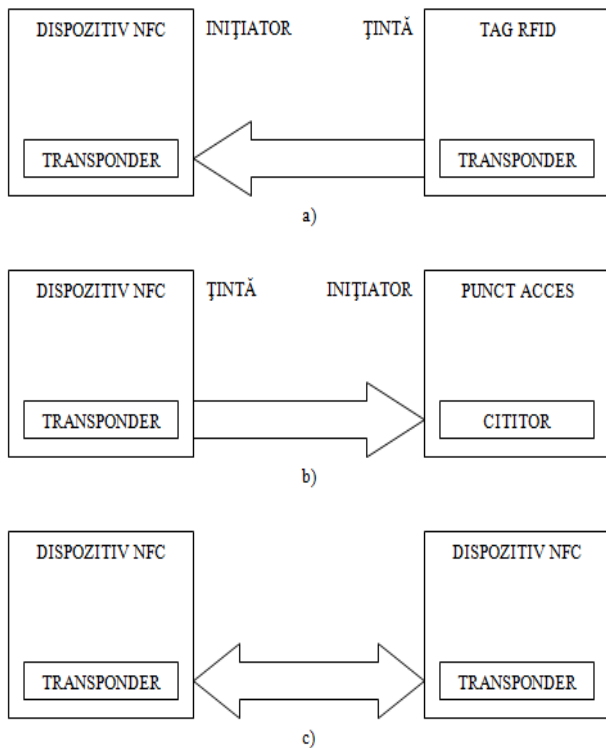 DISPOZITIV NFC INIŢIATOR ŢINTĂ TAG RFID
TRANSPONDER TRANSPONDER
a)
DISPOZITIV NFC ŢINTĂ INIŢIATOR PUNCT ACCES
TRANSPONDER CITITOR
b)
DISPOZITIV NFC DISPOZITIV NFC
TRANSPONDER TRANSPONDER
c)